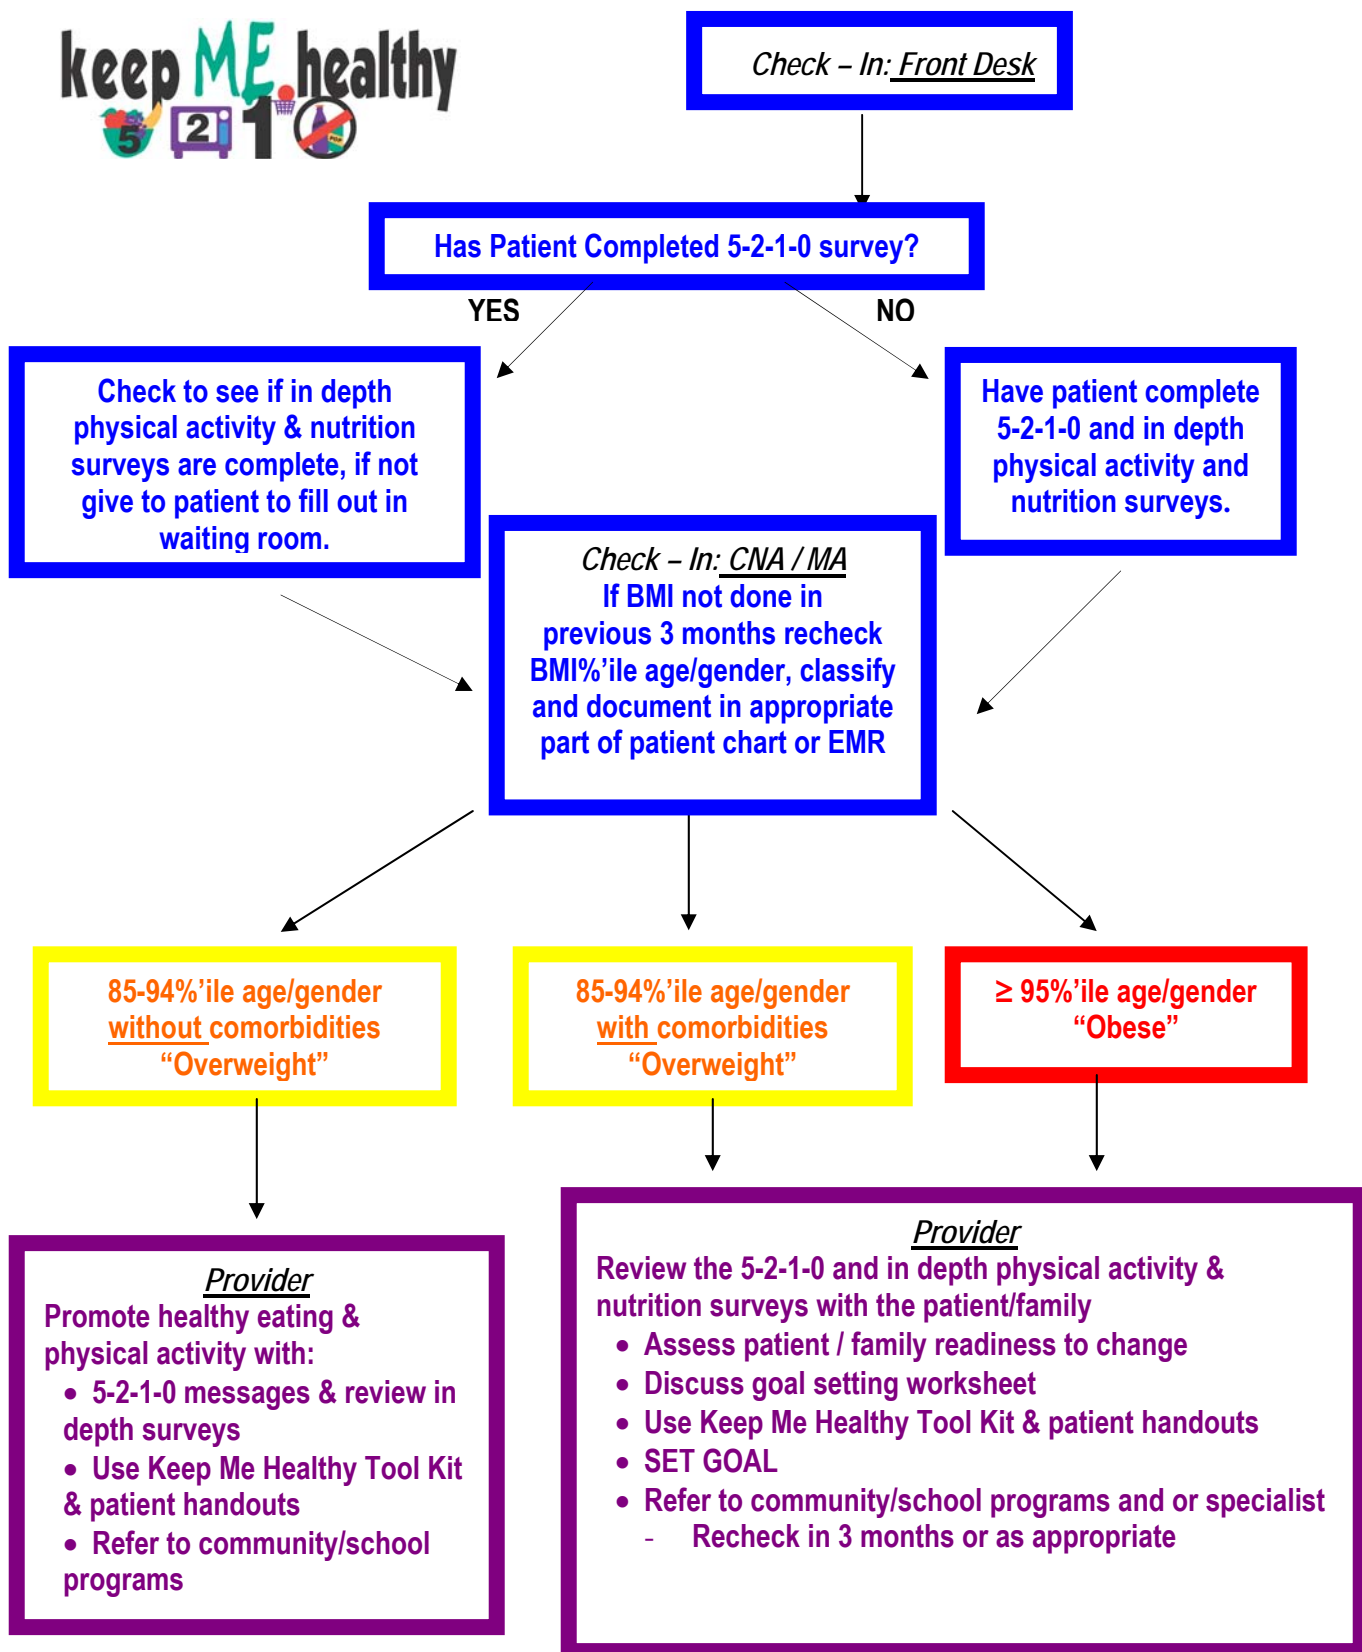 keep ME healthy
5 2 1 0
POP
Check – In: Front Desk
Has Patient Completed 5-2-1-0 survey?
YES
NO
Check to see if in depth
physical activity & nutrition
surveys are complete, if not
give to patient to fill out in
waiting room.
Have patient complete
5-2-1-0 and in depth
physical activity and
nutrition surveys.
Check – In: CNA / MA
If BMI not done in
previous 3 months recheck
BMI%’ile age/gender, classify
and document in appropriate
part of patient chart or EMR
85-94%’ile age/gender
without comorbidities
“Overweight”
85-94%’ile age/gender
with comorbidities
“Overweight”
≥ 95%’ile age/gender
“Obese”
Provider
Promote healthy eating &
physical activity with:
• 5-2-1-0 messages & review in
depth surveys
• Use Keep Me Healthy Tool Kit
& patient handouts
• Refer to community/school
programs
Provider
Review the 5-2-1-0 and in depth physical activity &
nutrition surveys with the patient/family
• Assess patient / family readiness to change
• Discuss goal setting worksheet
• Use Keep Me Healthy Tool Kit & patient handouts
• SET GOAL
• Refer to community/school programs and or specialist
- Recheck in 3 months or as appropriate